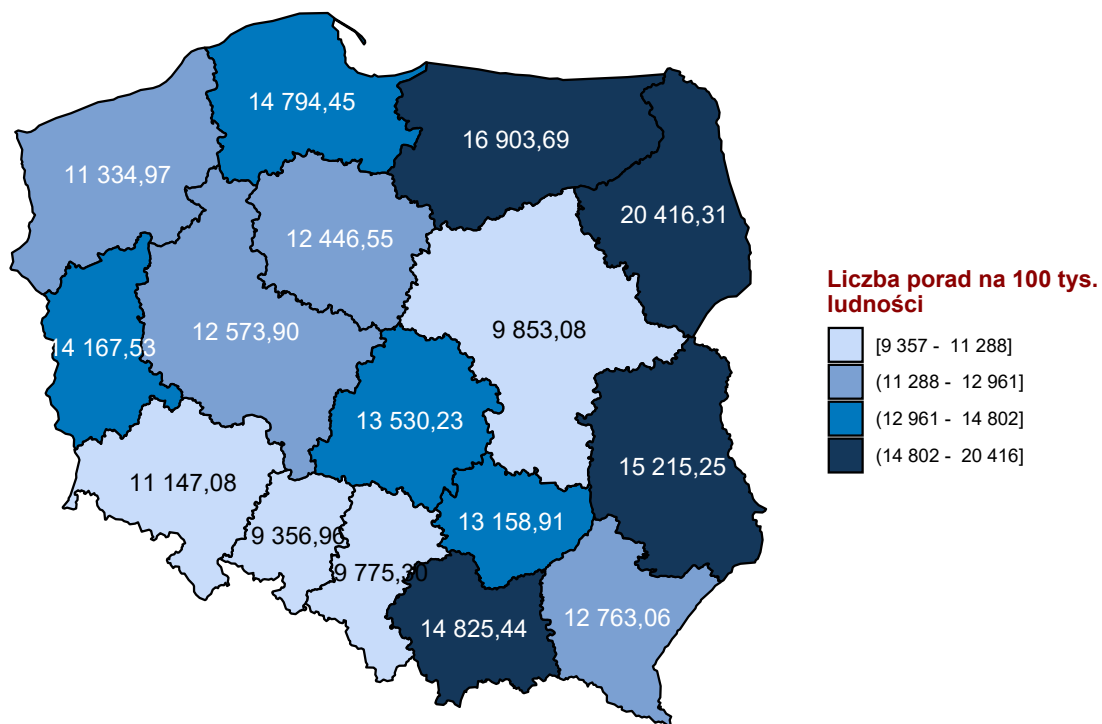 14 794,45
16 903,69
11 334,97
20 416,31
12 446,55
9 853,08
12 573,90
14 167,53
13 530,23
15 215,25
11 147,08
13 158,91
9 356,96
9 775,30
12 763,06
14 825,44
Liczba porad na 100 tys.
ludności
[9 357 - 11 288]
(11 288 - 12 961]
(12 961 - 14 802]
(14 802 - 20 416]